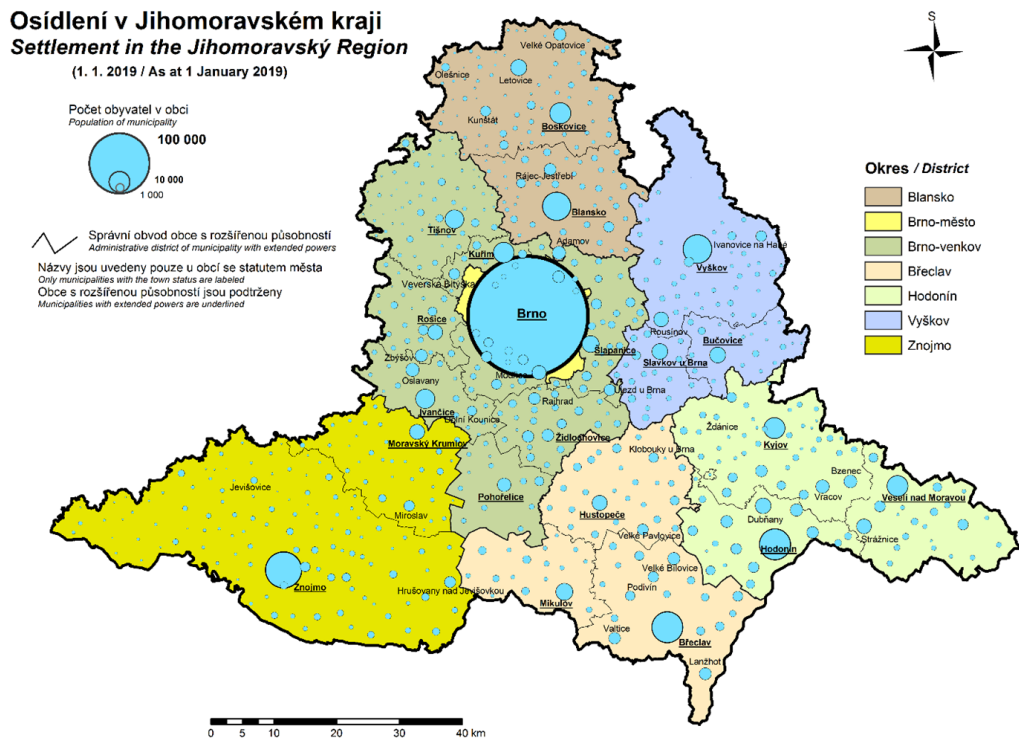 Osídlení v Jihomoravském kraji
Settlement in the Jihomoravský Region
(1. 1. 2019 / As at 1 January 2019)
S
Počet obyvatel v obci
Population of municipality
100 000
10 000
1 000
Správní obvod obce s rozšířenou působností
Administrative district of municipality with extended powers
Názvy jsou uvedeny pouze u obcí se statutem města
Only municipalities with the town status are labeled
Obce s rozšířenou působností jsou podtrženy
Municipalities with extended powers are underlined
Okres / District
Blansko
Brno-město
Brno-venkov
Břeclav
Hodonín
Vyškov
Znojmo
Velké Opatovice
Olešnice
Letovice
Kunštát
Boskovice
Rájec-Jestřebí
Blansko
Tišnov
Adamov
Ivanovice na Hané
Kuřim
Vyškov
Veverská Bítýška
Brno
Rosice
Rousínov
Bučovice
Šlapanice
Slavkov u Brna
Zbýšov
Oslavany
Újezd u Brna
Rajhrad
Ivančice
Dolní Kounice
Ždánice
Židlochovice
Moravský Krumlov
Kyjov
Klobouky u Brna
Bzenec
Jevišovice
Pohořelice
Vracov
Veselí nad Moravou
Miroslav
Hustopeče
Dubňany
Velké Pavlovice
Strážnice
Hodonín
Velké Bílovice
Znojmo
Hrušovany nad Jevišovkou
Podivín
Mikulov
Valtice
Břeclav
Lanžhot
0 5 10 20 30 40 km